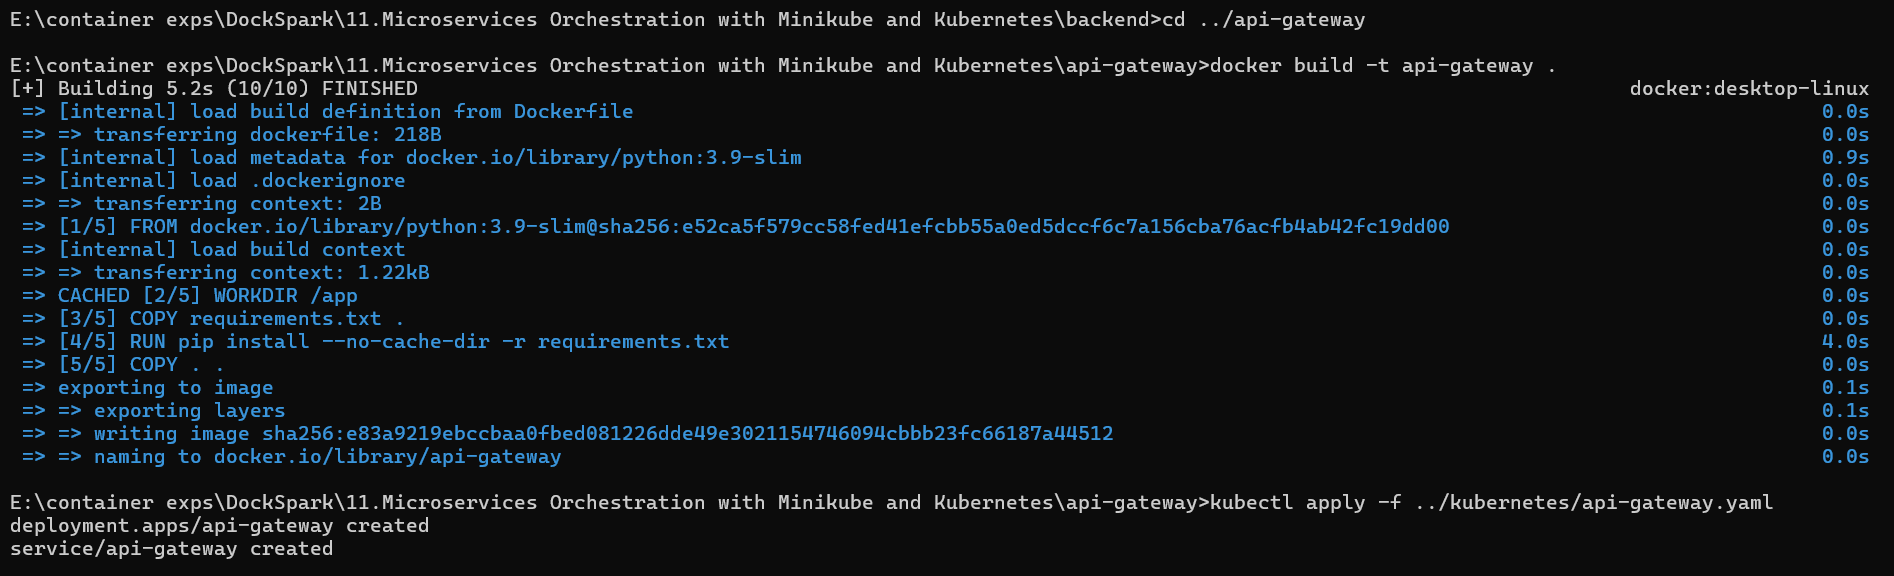 E:\container exps\DockSpark\11.Microservices Orchestration with Minikube and Kubernetes\backend>cd ../api-gateway
E:\container exps\DockSpark\11.Microservices Orchestration with Minikube and Kubernetes\api-gateway>docker build -t api-gateway .
[+] Building 5.2s (10/10) FINISHED docker:desktop-linux
=> [internal] load build definition from Dockerfile 0.0s
=> => transferring dockerfile: 218B 0.0s
=> [internal] load metadata for docker.io/library/python:3.9-slim 0.9s
=> [internal] load .dockerignore 0.0s
=> => transferring context: 2B 0.0s
=> [1/5] FROM docker.io/library/python:3.9-slim@sha256:e52ca5f579cc58fed41efcbb55a0ed5dccf6c7a156cba76acfb4ab42fc19dd00 0.0s
=> [internal] load build context 0.0s
=> => transferring context: 1.22kB 0.0s
=> CACHED [2/5] WORKDIR /app 0.0s
=> [3/5] COPY requirements.txt . 0.0s
=> [4/5] RUN pip install --no-cache-dir -r requirements.txt 4.0s
=> [5/5] COPY . . 0.0s
=> exporting to image 0.1s
=> => exporting layers 0.1s
=> => writing image sha256:e83a9219ebccbaa0fbed081226dde49e3021154746094cbbb23fc66187a44512 0.0s
=> => naming to docker.io/library/api-gateway 0.0s
E:\container exps\DockSpark\11.Microservices Orchestration with Minikube and Kubernetes\api-gateway>kubectl apply -f ../kubernetes/api-gateway.yaml
deployment.apps/api-gateway created
service/api-gateway created